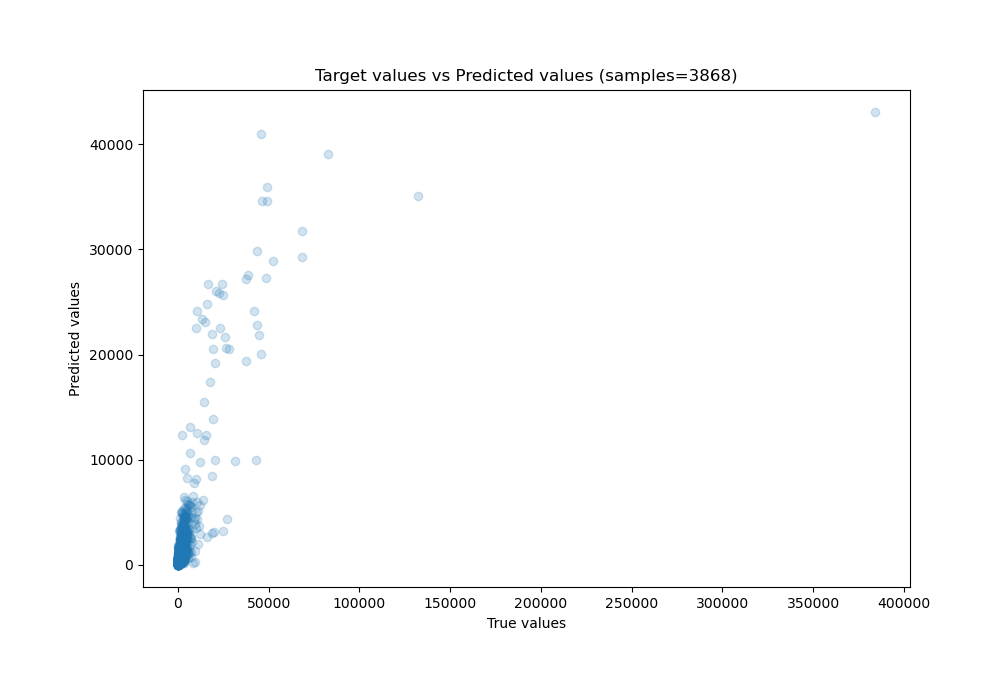 Target values vs Predicted values (samples=3868)
40000
30000
20000
10000
0
Predicted values
0 50000 100000 150000 200000 250000 300000 350000 400000
True values